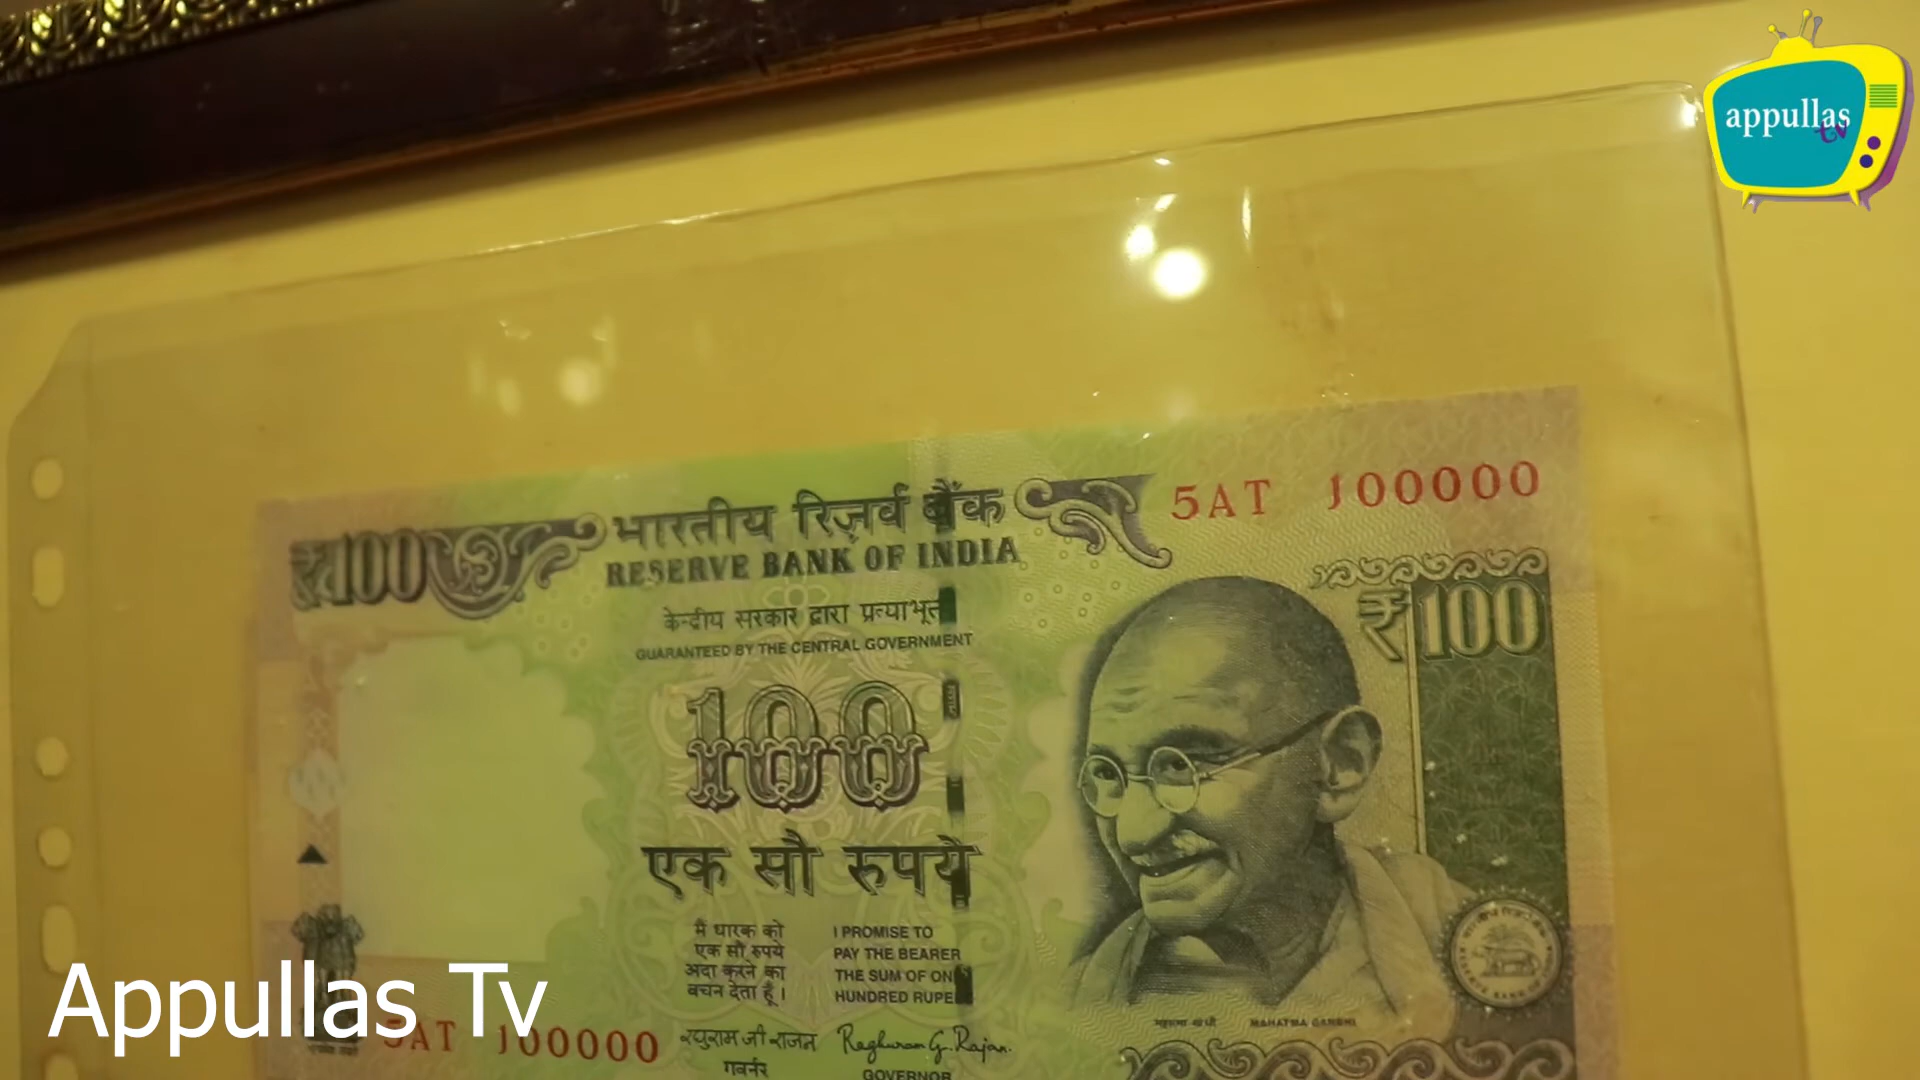 appullas
tv
भारतीय रिज़र्व बैंक
5AT 100000
₹100
RESERVE BANK OF INDIA
केन्द्रीय सरकार द्वारा प्रत्याभूत
GUARANTEED BY THE CENTRAL GOVERNMENT
₹100
100
एक सौ रुपये
मैं धारक को
एक सौ रुपये
अदा करने का
वचन देता हूँ।
I PROMISE TO
PAY THE BEARER
THE SUM OF ON
HUNDRED RUPE
महात्मा गांधी MAHATMA GANDHI
Appullas Tv
5AT 100000
रघुराम जी राजन
Raghuram G. Rajan
गवर्नर
GOVERNOR